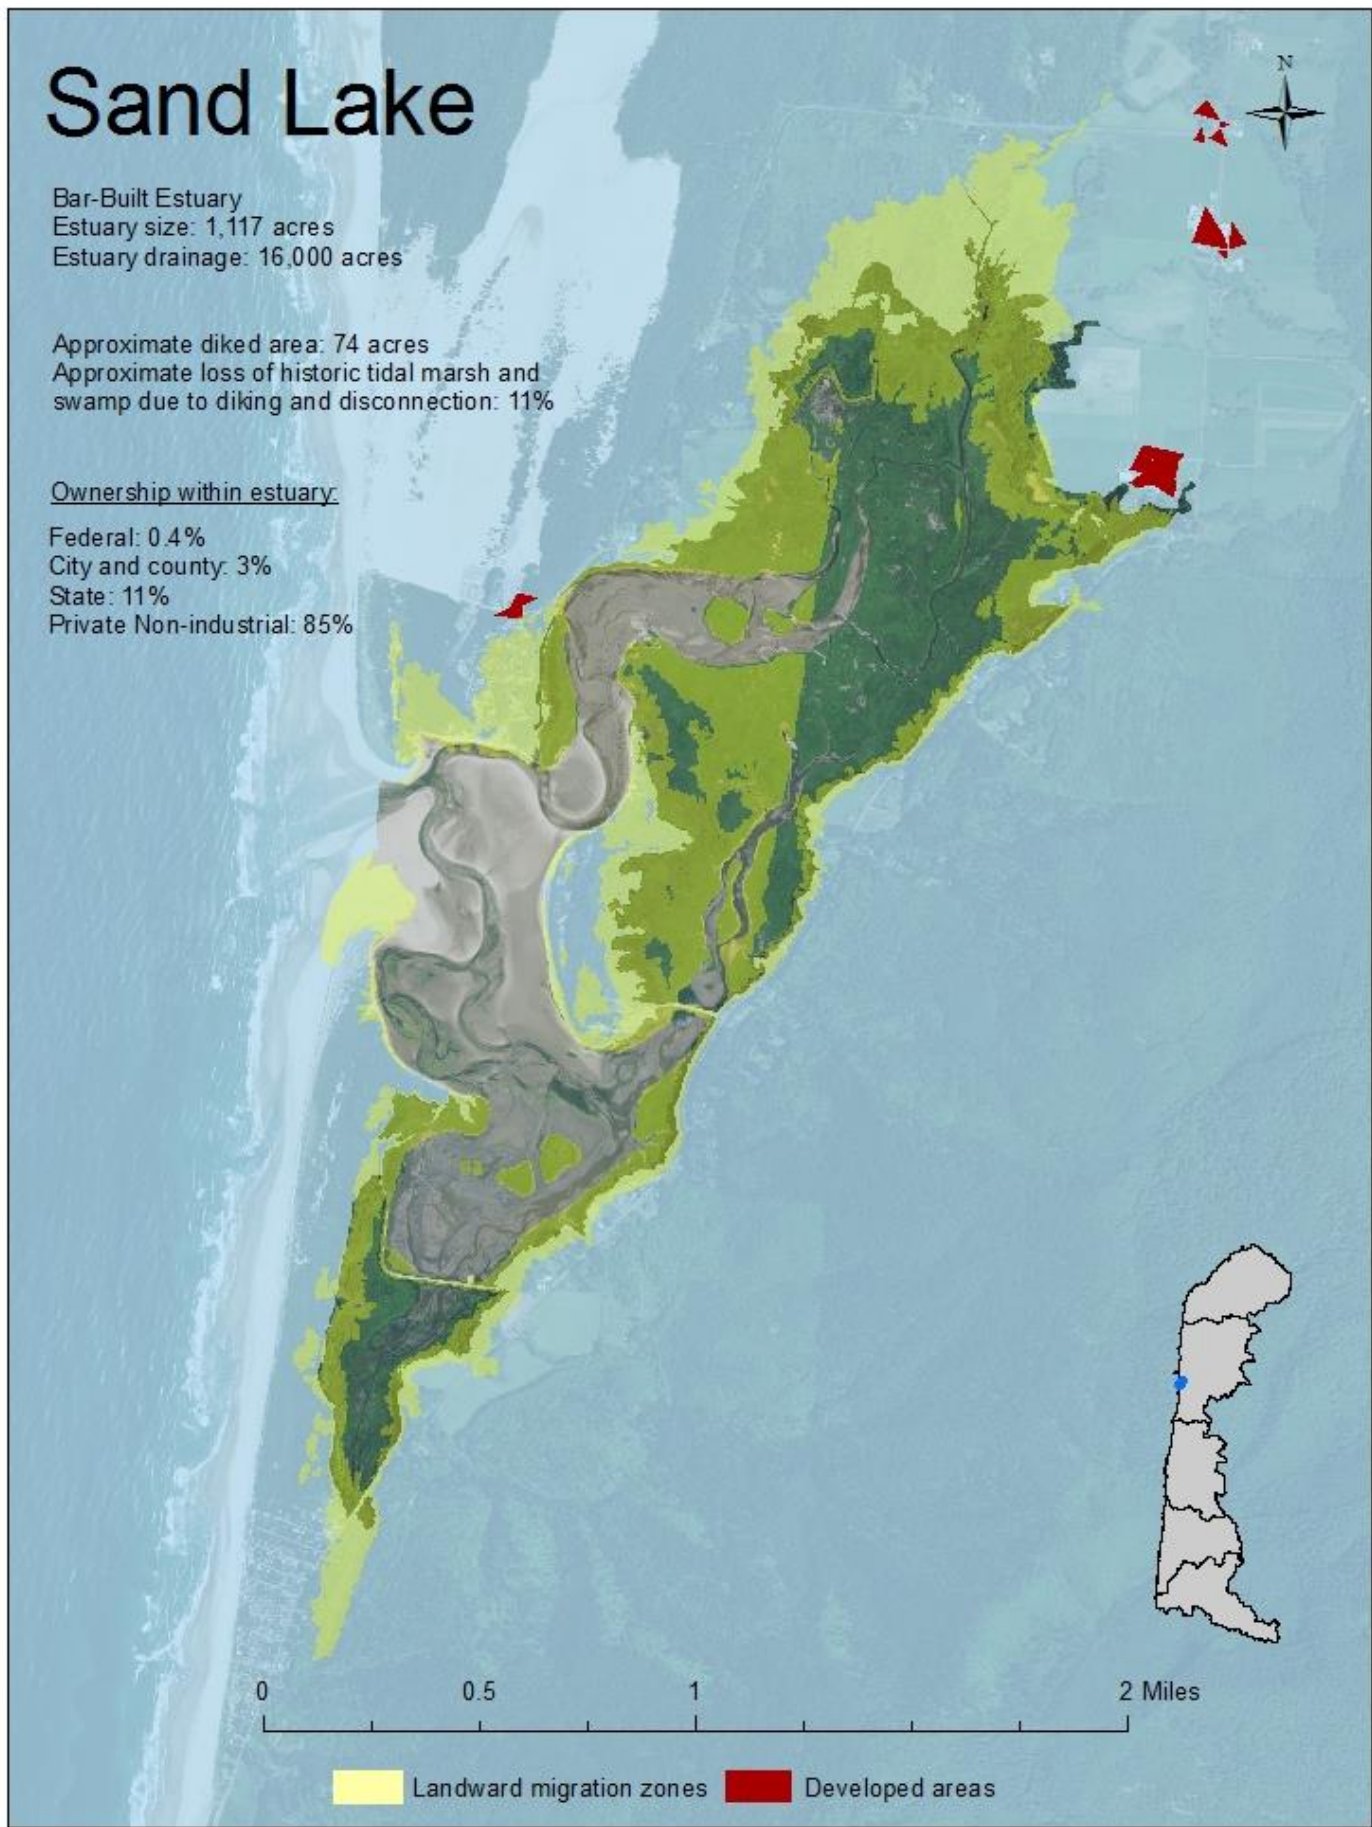 Sand Lake
N
Bar-Built Estuary
Estuary size: 1,117 acres
Estuary drainage: 16,000 acres
Approximate diked area: 74 acres
Approximate loss of historic tidal marsh and
swamp due to diking and disconnection: 11%
Ownership within estuary:
Federal: 0.4%
City and county: 3%
State: 11%
Private Non-industrial: 85%
0 0.5 1 2 Miles
Landward migration zones Developed areas